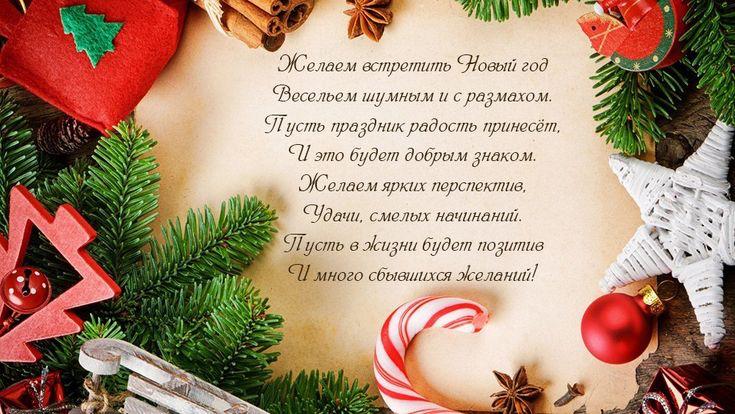 Желаем встретить Новый год
Весельем шумным и с размахом.
Пусть праздник радость принесёт,
И это будет добрым знаком.
Желаем ярких перспектив,
Удачи, смелых начинаний.
Пусть в жизни будет позитив
И много сбывшихся желаний!